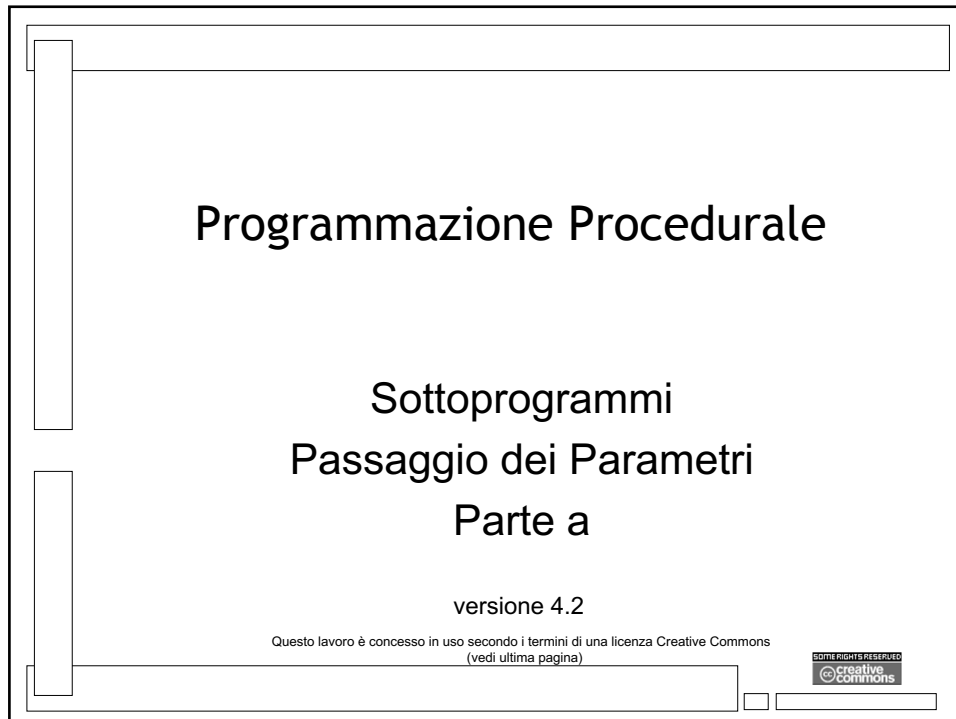 Programmazione Procedurale
Sottoprogrammi
Passaggio dei Parametri
Parte a
versione 4.2
Questo lavoro è concesso in uso secondo i termini di una licenza Creative Commons
(vedi ultima pagina)
SOME RIGHTS RESERVED
cc creative
commons